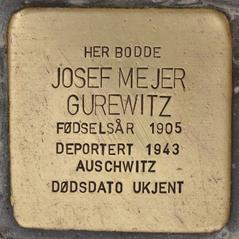 HER BODDE
JOSEF MEJER
GUREWITZ
FØDSELSÅR 1905
DEPORTERT 1943
AUSCHWITZ
DØDSDATO UKJENT